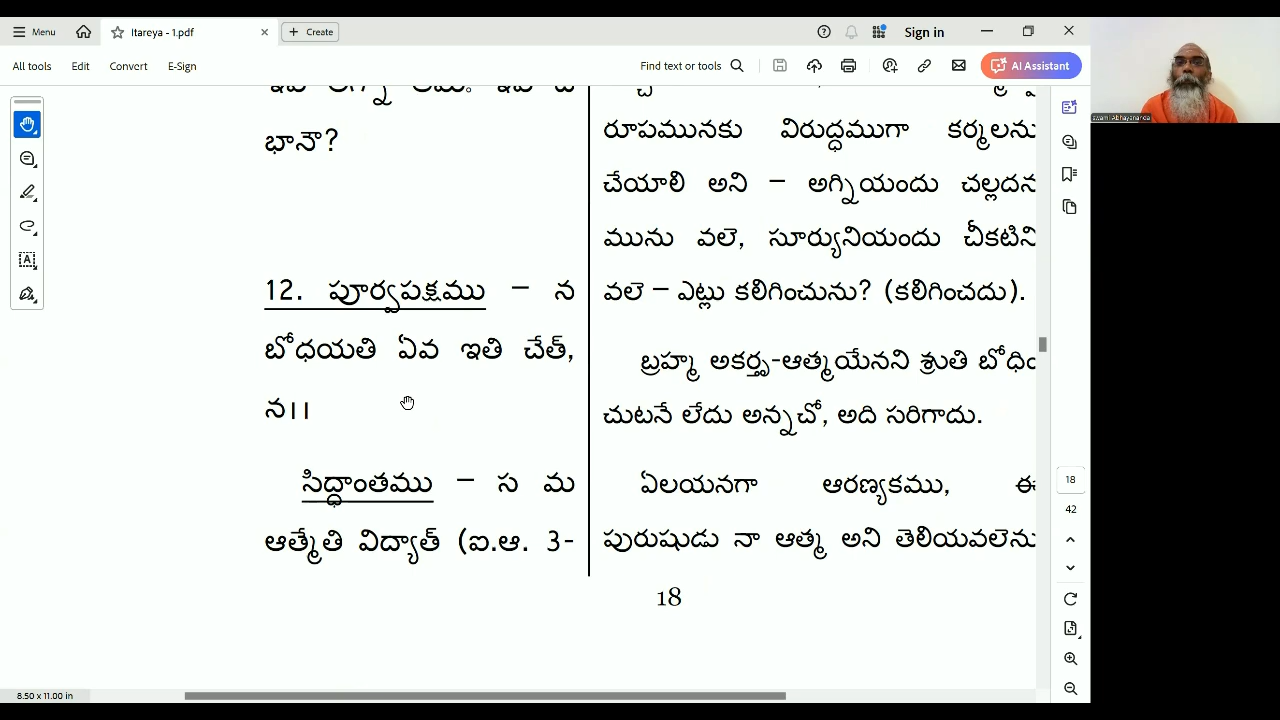 Menu
Itareya - 1.pdf
Create
Sign in
All tools
Edit
Convert
E-Sign
Find text or tools
AI Assistant
swami Abhayananda
భానౌ?
12. పూర్వపక్షము – న
బోధయతి ఏవ ఇతి చేత్,
న।।
సిద్ధాంతము – స మ
ఆత్మేతి విద్యాత్ (ఐ.ఆ. 3-
రూపమునకు విరుద్ధముగా కర్మలను
చేయాలి అని – అగ్నియందు చల్లదన
మును వలె, సూర్యునియందు చీకటిని
వలె – ఎట్లు కలిగించును? (కలిగించదు).
బ్రహ్మ అకర్తృ-ఆత్మయేనని శ్రుతి బోధిం
చుటనే లేదు అన్నచో, అది సరిగాదు.
ఏలయనగా ఆరణ్యకము, ఈ
పురుషుడు నా ఆత్మ అని తెలియవలెను
18
18
42
8.50 x 11.00 in